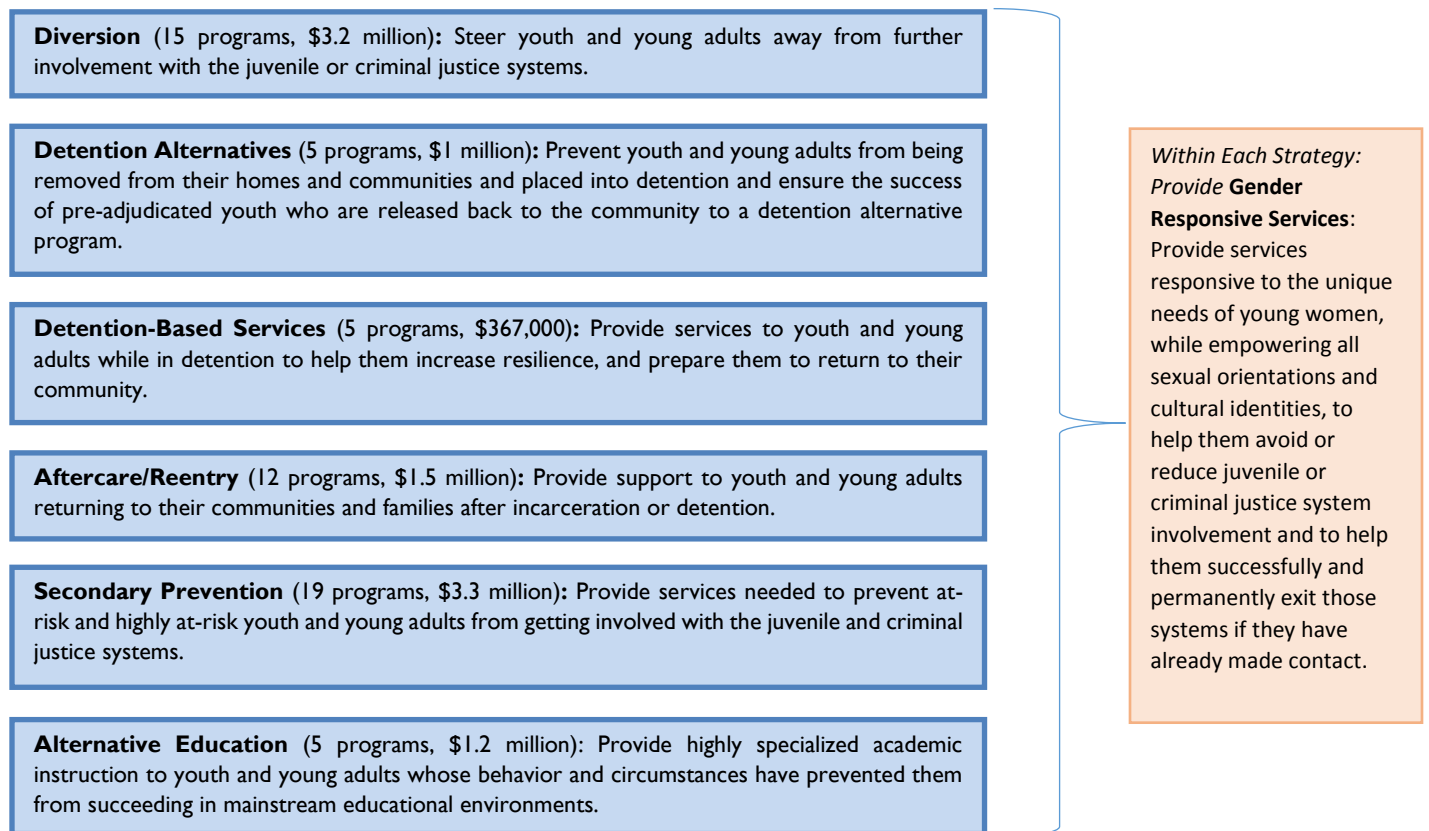 Diversion (15 programs, $3.2 million): Steer youth and young adults away from further
involvement with the juvenile or criminal justice systems.
Detention Alternatives (5 programs, $1 million): Prevent youth and young adults from being
removed from their homes and communities and placed into detention and ensure the success
of pre-adjudicated youth who are released back to the community to a detention alternative
program.
Detention-Based Services (5 programs, $367,000): Provide services to youth and young
adults while in detention to help them increase resilience, and prepare them to return to their
community.
Aftercare/Reentry (12 programs, $1.5 million): Provide support to youth and young adults
returning to their communities and families after incarceration or detention.
Secondary Prevention (19 programs, $3.3 million): Provide services needed to prevent at-
risk and highly at-risk youth and young adults from getting involved with the juvenile and criminal
justice systems.
Alternative Education (5 programs, $1.2 million): Provide highly specialized academic
instruction to youth and young adults whose behavior and circumstances have prevented them
from succeeding in mainstream educational environments.
Within Each Strategy:
Provide Gender
Responsive Services:
Provide services
responsive to the unique
needs of young women,
while empowering all
sexual orientations and
cultural identities, to
help them avoid or
reduce juvenile or
criminal justice system
involvement and to help
them successfully and
permanently exit those
systems if they have
already made contact.